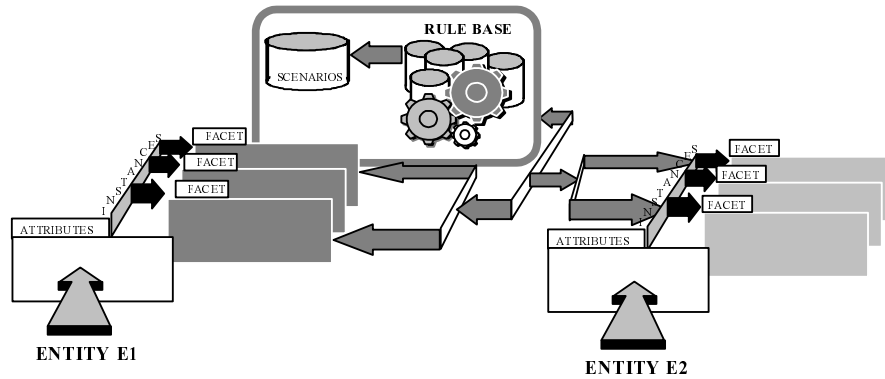 RULE BASE
SCENARIOS
FACET
FACET
FACET
INSTANCES
ATTRIBUTES
ENTITY E1
FACET
FACET
FACET
INSTANCES
ATTRIBUTES
ENTITY E2